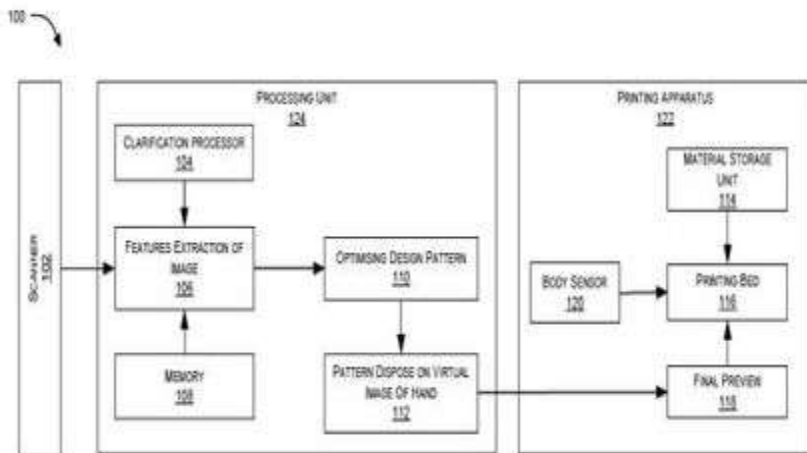 100
SCANNER
102
PROCESSING UNIT
124
CLARIFICATION PROCESSOR
104
FEATURES EXTRACTION OF
IMAGE
106
MEMORY
108
OPTIMISING DESIGN PATTERN
110
PATTERN DISPOSE ON VIRTUAL
IMAGE OF HAND
112
PRINTING APPARATUS
122
MATERIAL STORAGE
UNIT
114
BODY SENSOR
120
PRINTING BED
116
FINAL PREVIEW
118